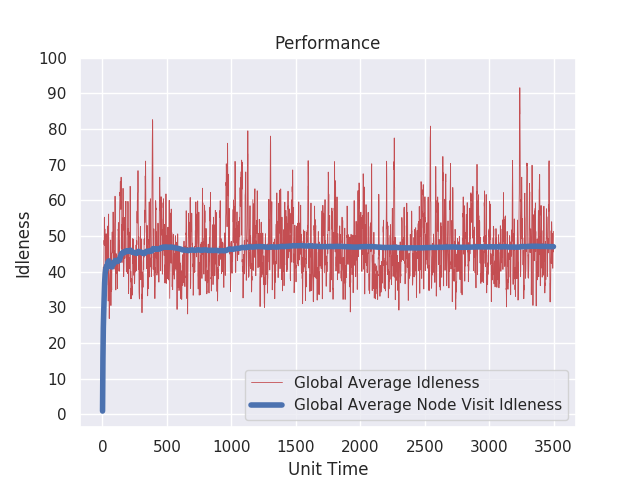 Performance
Idleness
100
90
80
70
60
50
40
30
20
10
0
0 500 1000 1500 2000 2500 3000 3500
Unit Time
Global Average Idleness
Global Average Node Visit Idleness